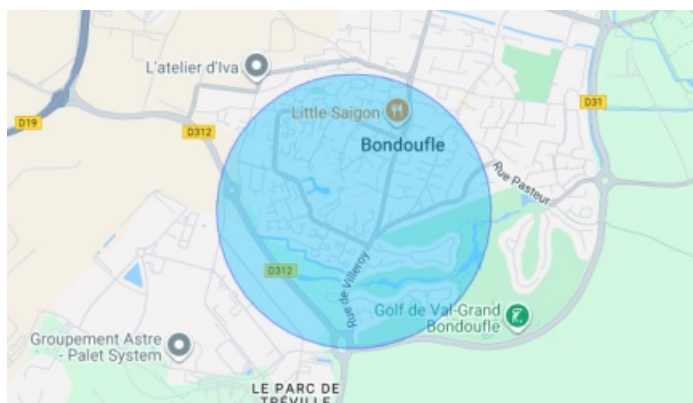 L'atelier d'Iva
D19
D312
Little Saigon
Bondoufle
D31
Rue Pasteur
D312
Rue de Villeroy
Golf de Val-Grand
Bondoufle
Groupement Astre
- Palet System
LE PARC DE
TRÉVILLE